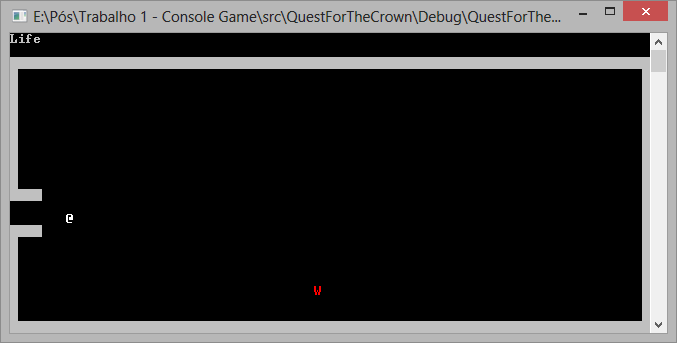 E:\Pós\Trabalho 1 - Console Game\src\QuestForTheCrown\Debug\QuestForThe...
Life
@
W